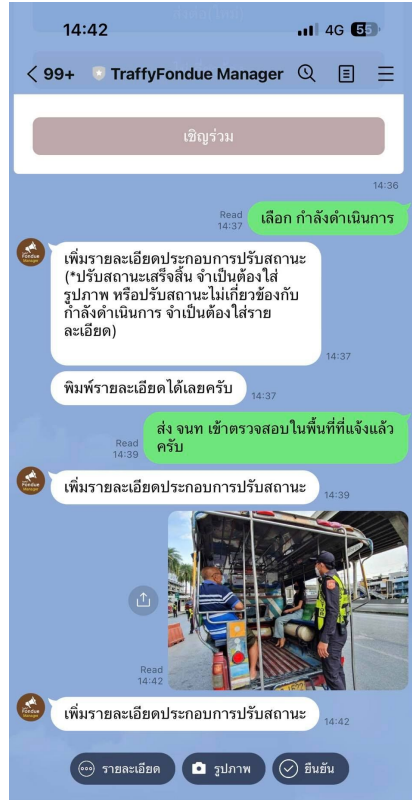 14:42
4G 55
99+ TraffyFondue Manager
เชิญร่วม
14:36
เลือก กำลังดำเนินการ
Read
14:37
เพิ่มรายละเอียดประกอบการปรับสถานะ
(*ปรับสถานะเสร็จสิ้น จำเป็นต้องใส่
รูปภาพ หรือปรับสถานะไม่เกี่ยวข้องกับ
กำลังดำเนินการ จำเป็นต้องใส่ราย
ละเอียด)
14:37
พิมพ์รายละเอียดได้เลยครับ
14:37
ส่ง จนท เข้าตรวจสอบในพื้นที่ที่แจ้งแล้ว
ครับ
Read
14:39
เพิ่มรายละเอียดประกอบการปรับสถานะ
14:39
Read
14:42
เพิ่มรายละเอียดประกอบการปรับสถานะ
14:42
รายละเอียด
รูปภาพ
ยืนยัน